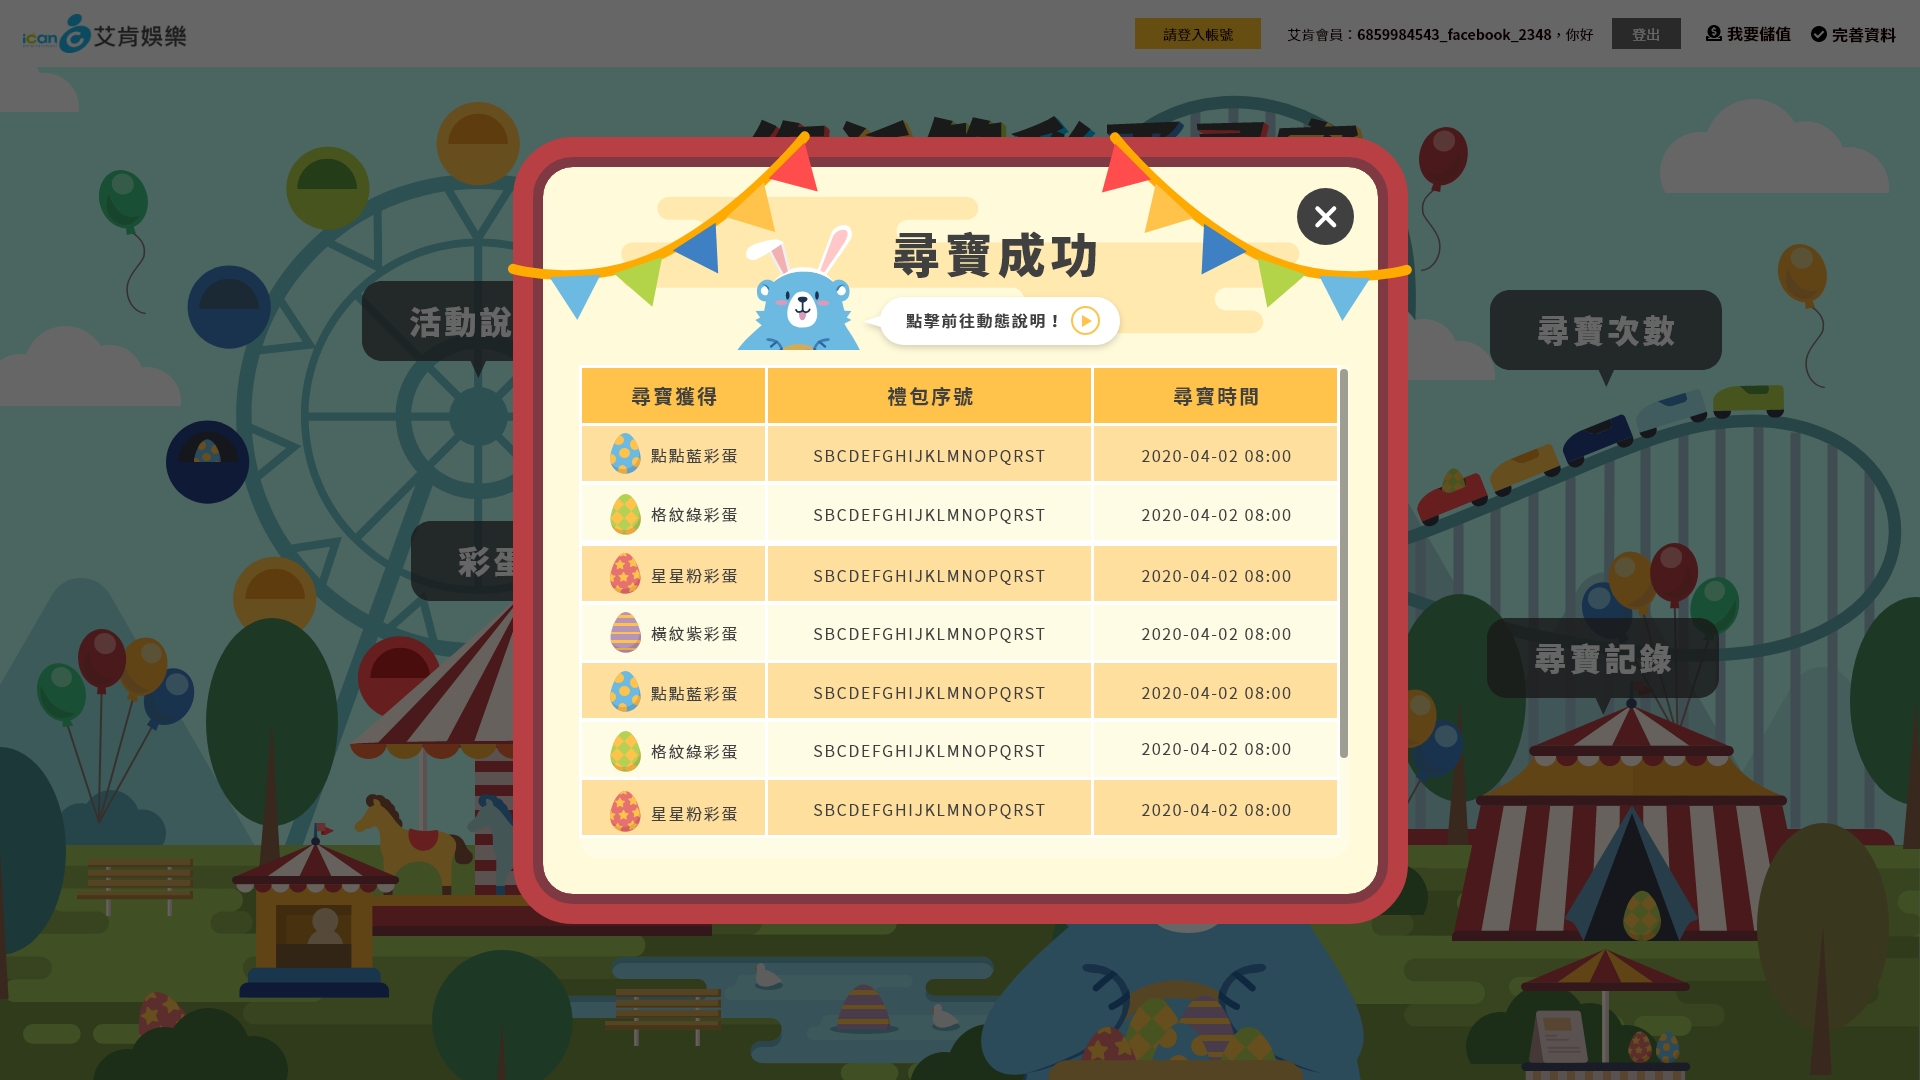 ican 艾肯娛樂
請登入帳號
艾肯會員：6859984543_facebook_2348，你好
登出
我要儲值
完善資料
活動說
尋寶次數
彩蛋
尋寶記錄
尋寶成功
點擊前往動態說明！
尋寶獲得 禮包序號 尋寶時間
點點藍彩蛋 SBCDEFGHIJKLMNOPQRST 2020-04-02 08:00
格紋綠彩蛋 SBCDEFGHIJKLMNOPQRST 2020-04-02 08:00
星星粉彩蛋 SBCDEFGHIJKLMNOPQRST 2020-04-02 08:00
橫紋紫彩蛋 SBCDEFGHIJKLMNOPQRST 2020-04-02 08:00
點點藍彩蛋 SBCDEFGHIJKLMNOPQRST 2020-04-02 08:00
格紋綠彩蛋 SBCDEFGHIJKLMNOPQRST 2020-04-02 08:00
星星粉彩蛋 SBCDEFGHIJKLMNOPQRST 2020-04-02 08:00